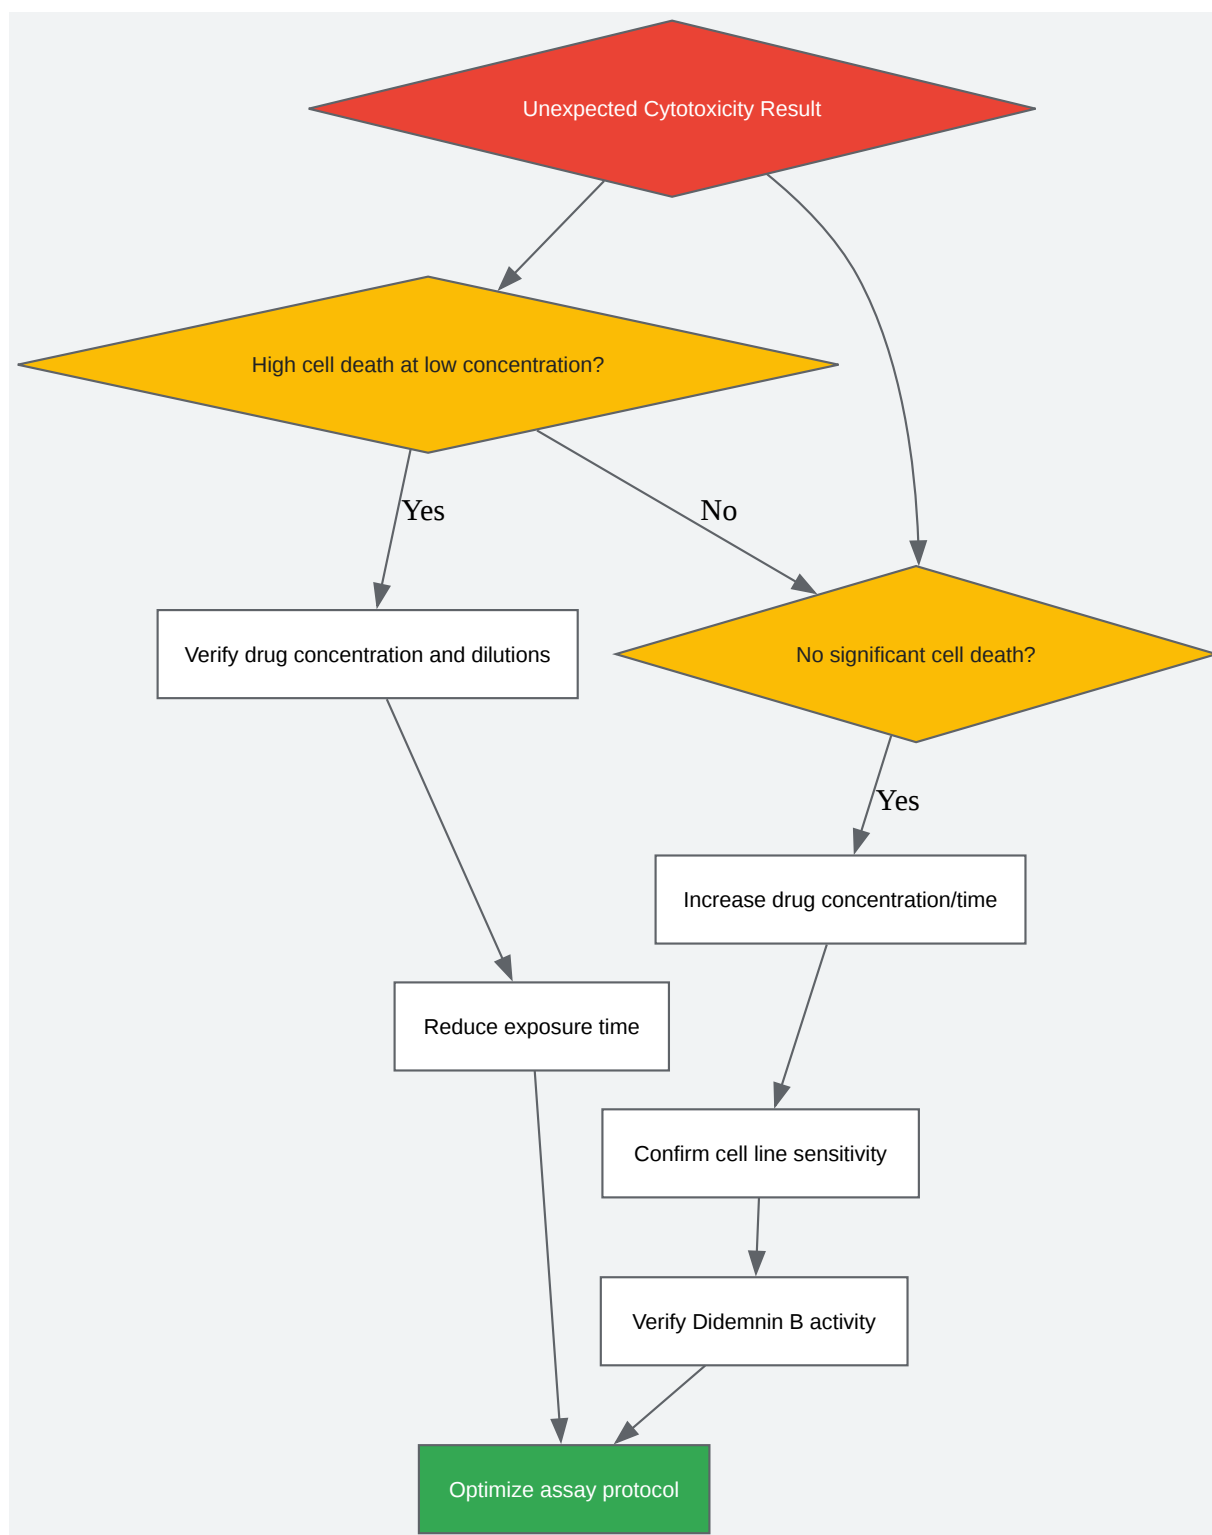 Unexpected Cytotoxicity Result
High cell death at low concentration?
Yes
No
Verify drug concentration and dilutions
No significant cell death?
Yes
Increase drug concentration/time
Reduce exposure time
Confirm cell line sensitivity
Verify Didemnin B activity
Optimize assay protocol